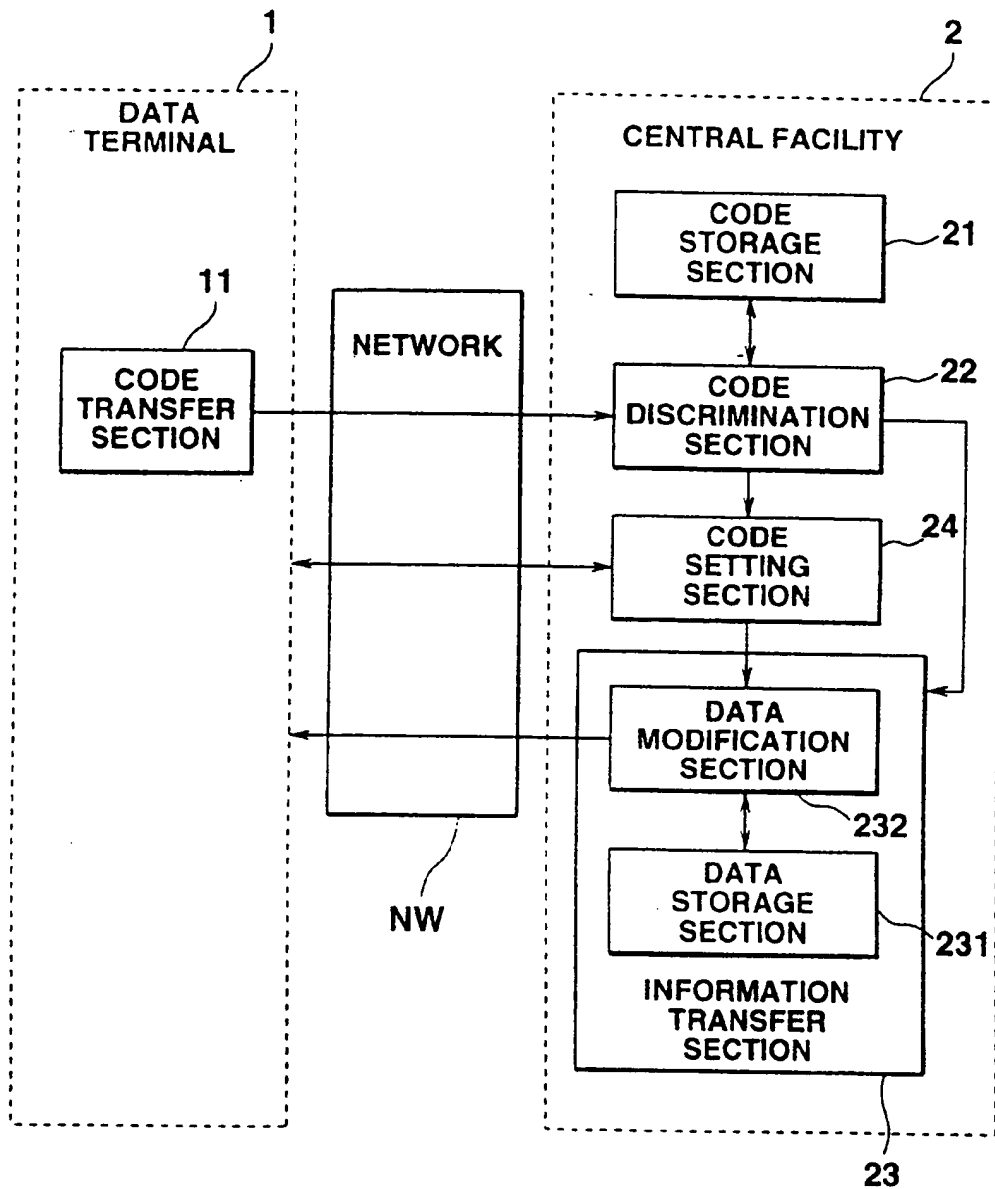 1
DATA
TERMINAL
11
CODE
TRANSFER
SECTION
NETWORK
NW
2
CENTRAL FACILITY
CODE
STORAGE
SECTION
21
CODE
DISCRIMINATION
SECTION
22
CODE
SETTING
SECTION
24
DATA
MODIFICATION
SECTION
232
DATA
STORAGE
SECTION
231
INFORMATION
TRANSFER
SECTION
23